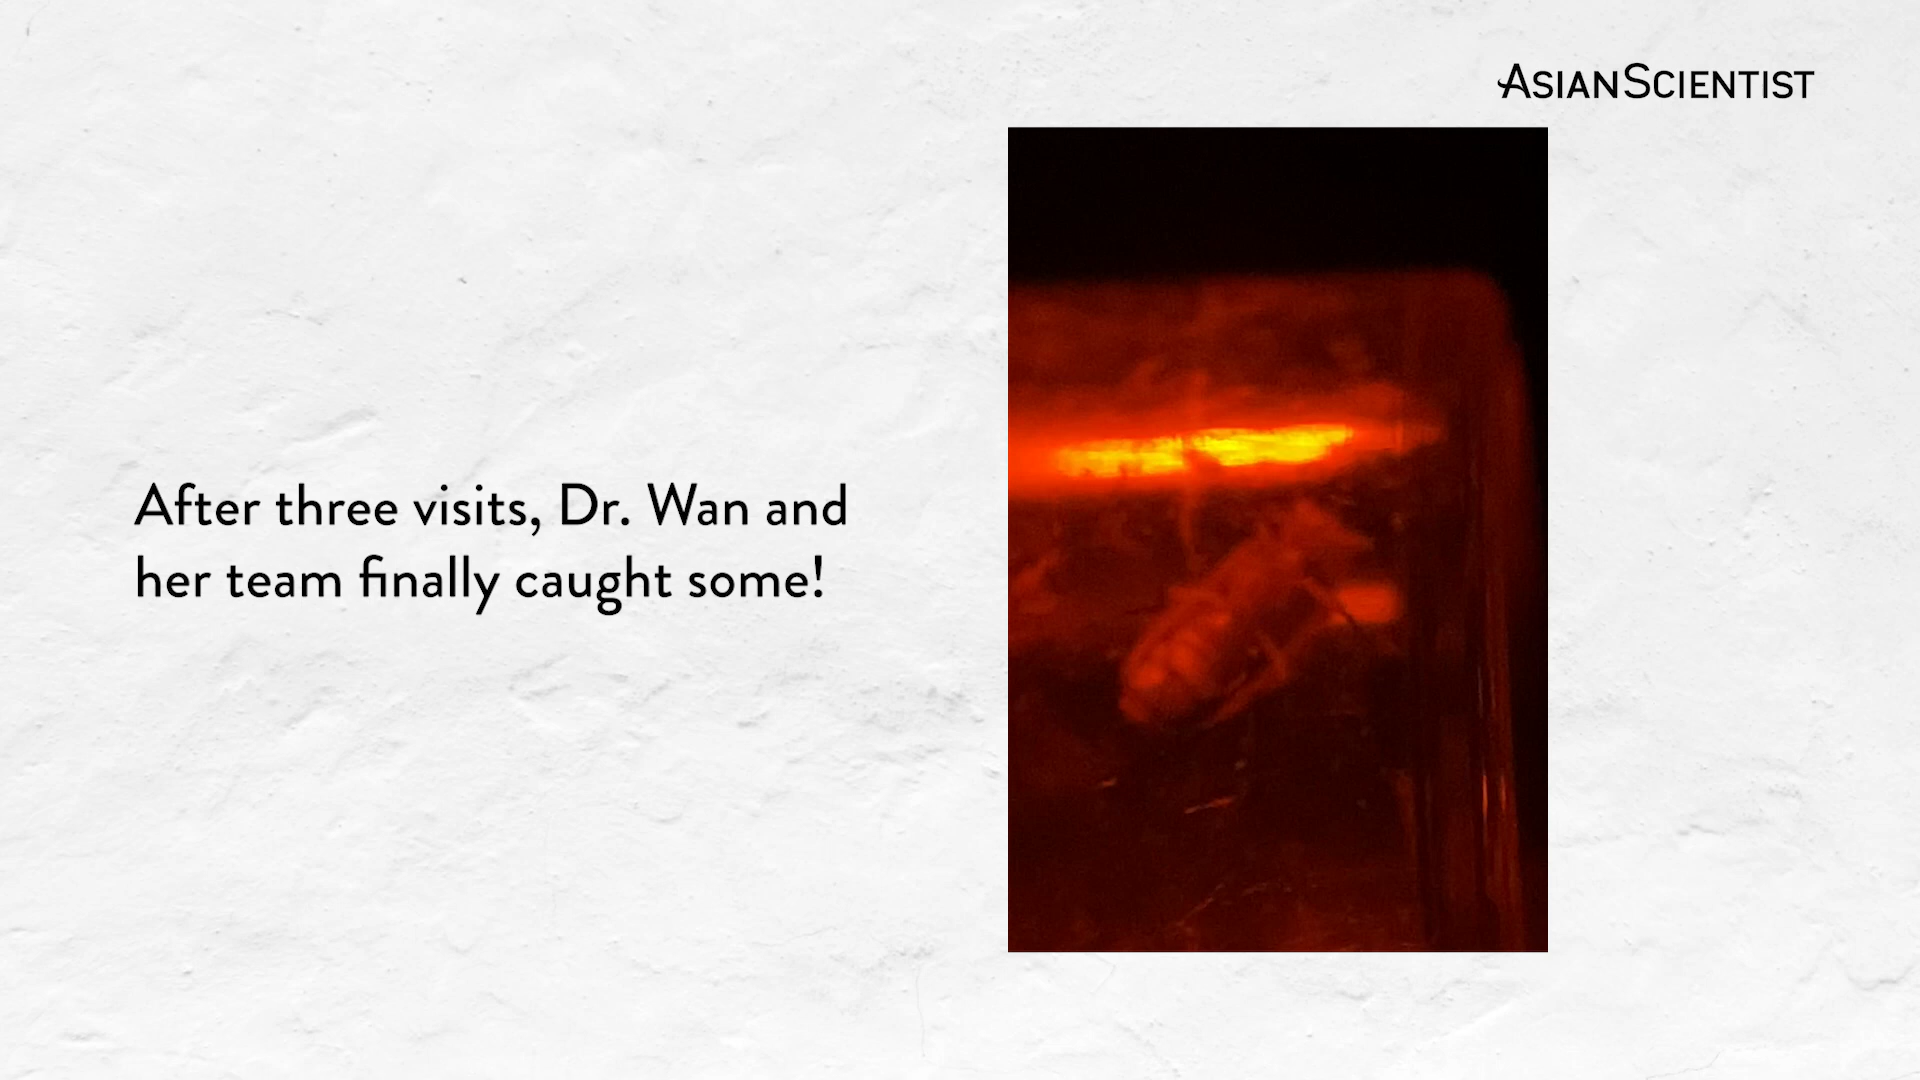 ASIANSCIENTIST
After three visits, Dr. Wan and
her team finally caught some!